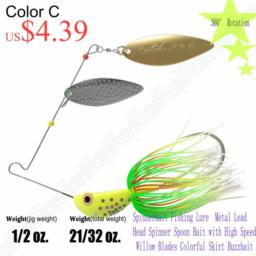 Color C
US$4.39
360° Rotation
Spinnerbait Fishing Lure Metal Lead
Head Spinner Spoon Bait with High Speed
Willow Blades Colorful Skirt Buzzbait
Weight(jig weight)
1/2 oz.
Weight(total weight)
21/32 oz.